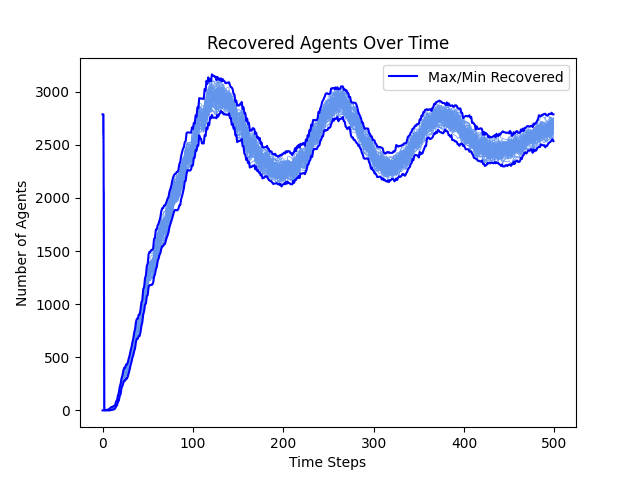 Recovered Agents Over Time
Max/Min Recovered
Number of Agents
3000
2500
2000
1500
1000
500
0
0 100 200 300 400 500
Time Steps